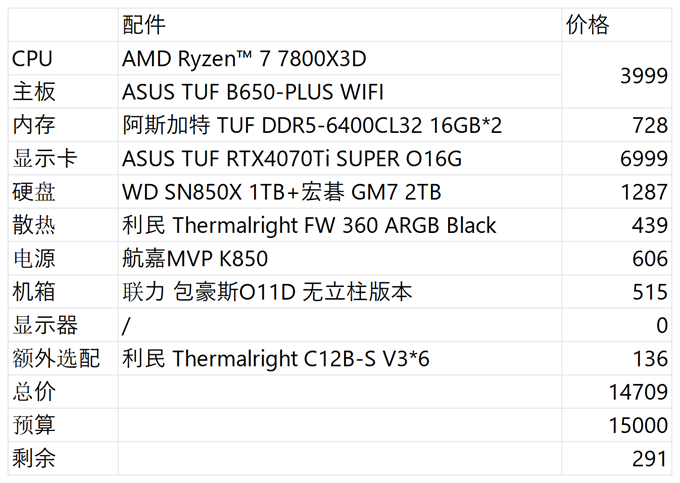 配件 价格
CPU AMD Ryzen™ 7 7800X3D 3999
主板 ASUS TUF B650-PLUS WIFI
内存 阿斯加特 TUF DDR5-6400CL32 16GB*2 728
显示卡 ASUS TUF RTX4070Ti SUPER O16G 6999
硬盘 WD SN850X 1TB+宏碁 GM7 2TB 1287
散热 利民 Thermalright FW 360 ARGB Black 439
电源 航嘉MVP K850 606
机箱 联力 包豪斯O11D 无立柱版本 515
显示器 / 0
额外选配 利民 Thermalright C12B-S V3*6 136
总价 14709
预算 15000
剩余 291